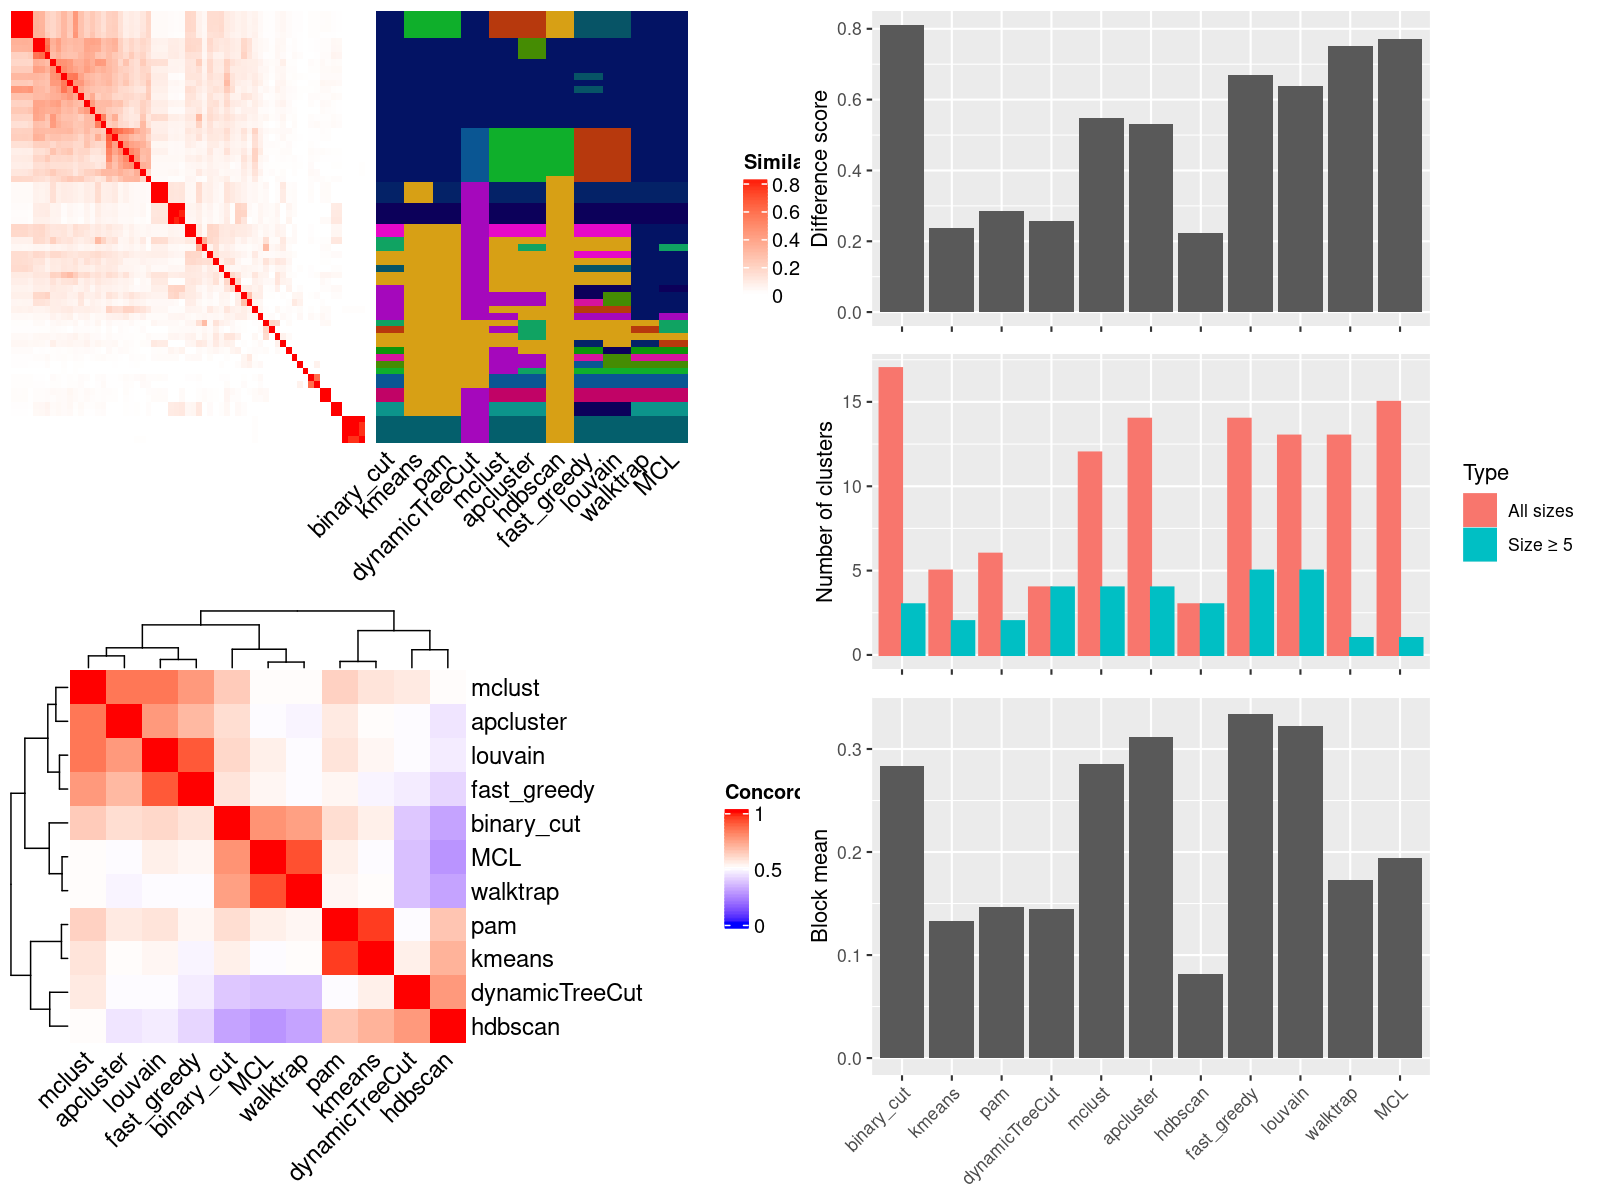 Simila
0.8
0.6
0.4
0.2
0
binary_cut
kmeans
pam
dynamicTreeCut
mclust
apcluster
hdbscan
fast_greedy
louvain
walktrap
MCL
mclust
apcluster
louvain
fast_greedy
binary_cut
MCL
walktrap
pam
kmeans
dynamicTreeCut
hdbscan
mclust
apcluster
louvain
fast_greedy
binary_cut
MCL
walktrap
pam
kmeans
dynamicTreeCut
hdbscan
Concord
1
0.5
0
Difference score
0.8
0.6
0.4
0.2
0.0
Number of clusters
15
10
5
0
Type
All sizes
Size ≥ 5
Block mean
0.3
0.2
0.1
0.0
binary_cut
kmeans
pam
dynamicTreeCut
mclust
apcluster
hdbscan
fast_greedy
louvain
walktrap
MCL